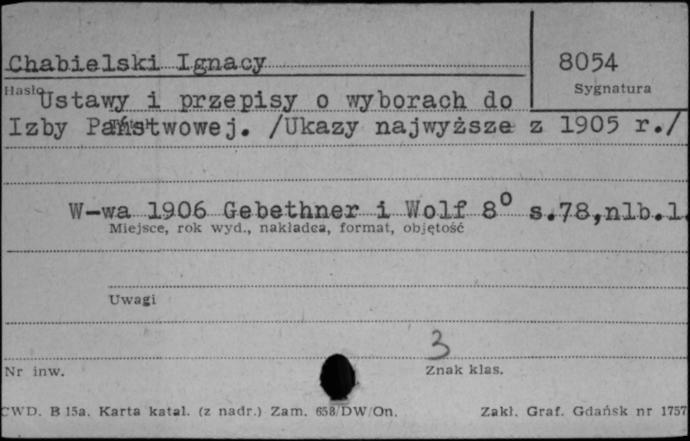 Chabielski Ignacy 8054
Hasło Sygnatura
Ustawy i przepisy o wyborach do
Izby Państwowej. /Ukazy najwyższe z 1905 r./
W-wa 1906 Gebethner i Wolf 8° s.78,nlb.1.
Miejsce, rok wyd., nakładca, format, objętość
Uwagi
3
Nr inw. Znak klas.
CWD. B 15a. Karta katal. (z nadr.) Zam. 658/DW/On. Zakł. Graf. Gdańsk nr 1757